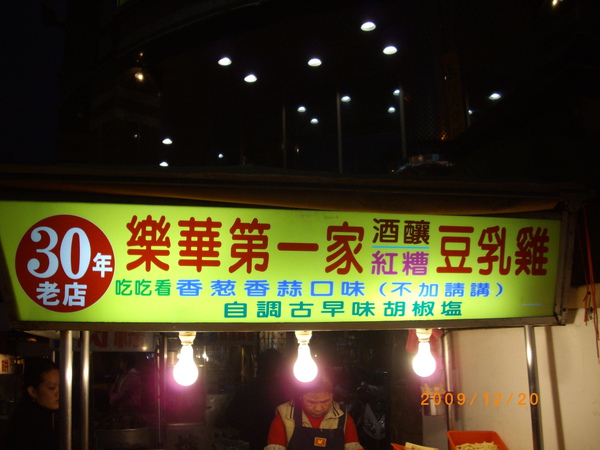 30年
老店
樂華第一家酒釀紅糟豆乳雞
吃吃看香葱香蒜口味(不加請講)
自調古早味胡椒塩
2009/12/20